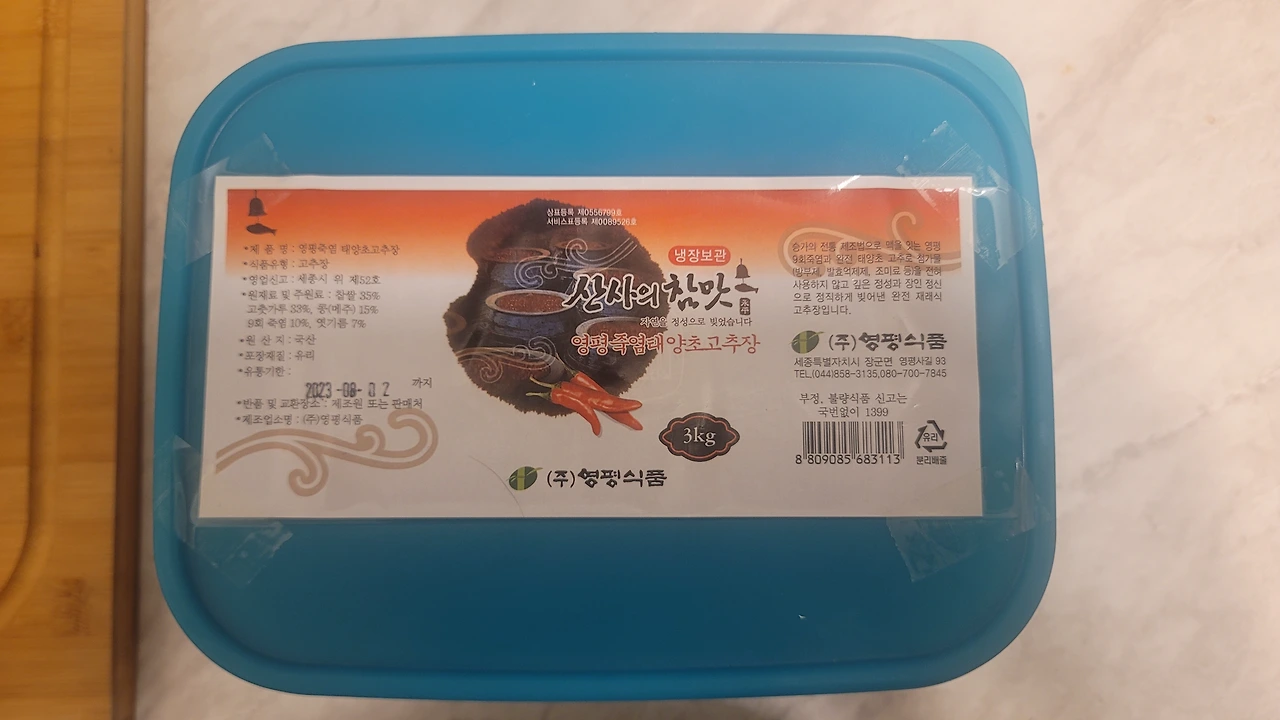 *제 품 명 : 영평죽염 태양초고추장
*식품유형 : 고추장
*영업신고 : 세종시 위 제52호
*원재료 및 주원료 : 찹쌀 35%
고춧가루 33%, 콩(메주) 15%
9회 죽염 10%, 엿기름 7%
*원 산 지 : 국산
*포장재질 : 유리
*유통기한 :
2023-08-02 까지
*반품 및 교환장소 : 제조원 또는 판매처
*제조업소명 : (주)영평식품
상표등록 제0556799호
서비스표등록 제0089526호
냉장보관
산사의 참맛
자연을 정성으로 빚었습니다
영평죽염태양초고추장
3kg
(주)영평식품
승가의 전통 제조법으로 맥을 잇는 영평
9회죽염과 일원 태양초 고추로 첨가물
(방부제, 발효억제제, 조미료 등)을 전혀
사용하지 않고 깊은 정성과 장인 정신
으로 정직하게 빚어낸 완전 재래식
고추장입니다.
(주)영평식품
세종특별자치시 장군면 영평사길 93
TEL.(044)858-3135,080-700-7845
부정, 불량식품 신고는
국번없이 1399
8 809085 683113
유리
분리배출